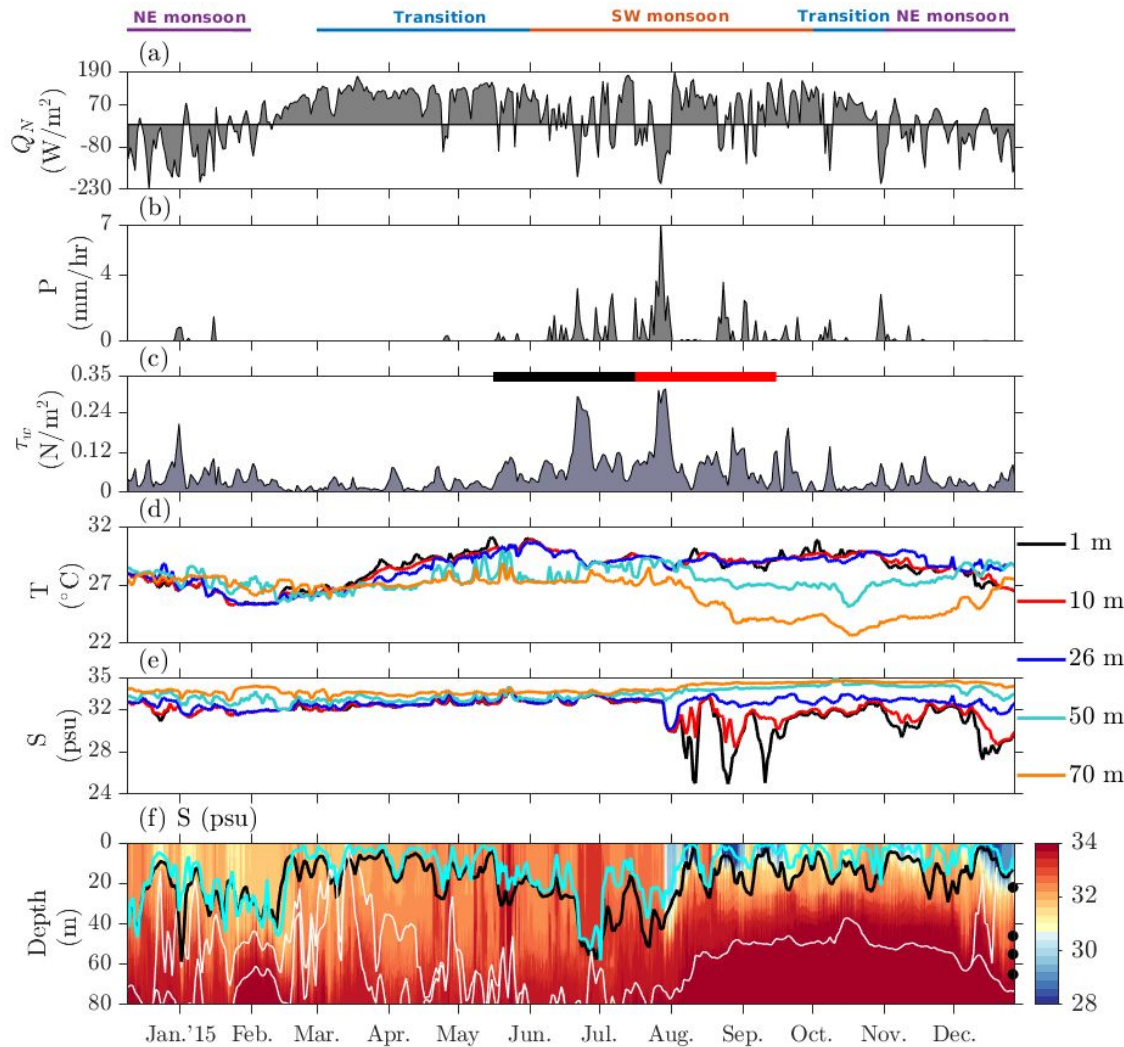 NE monsoon Transition SW monsoon Transition NE monsoon
(a)
190
70
-80
-230
Q_N
(W/m²)
(b)
7
4
0
P
(mm/hr)
(c)
0.35
0.24
0.12
0
τ_w
(N/m²)
(d)
32
27
22
T
(°C)
1 m
10 m
26 m
50 m
70 m
(e)
35
32
28
24
S
(psu)
(f) S (psu)
0
20
40
60
80
Depth
(m)
34
33
32
31
30
29
28
Jan.'15 Feb. Mar. Apr. May Jun. Jul. Aug. Sep. Oct. Nov. Dec.